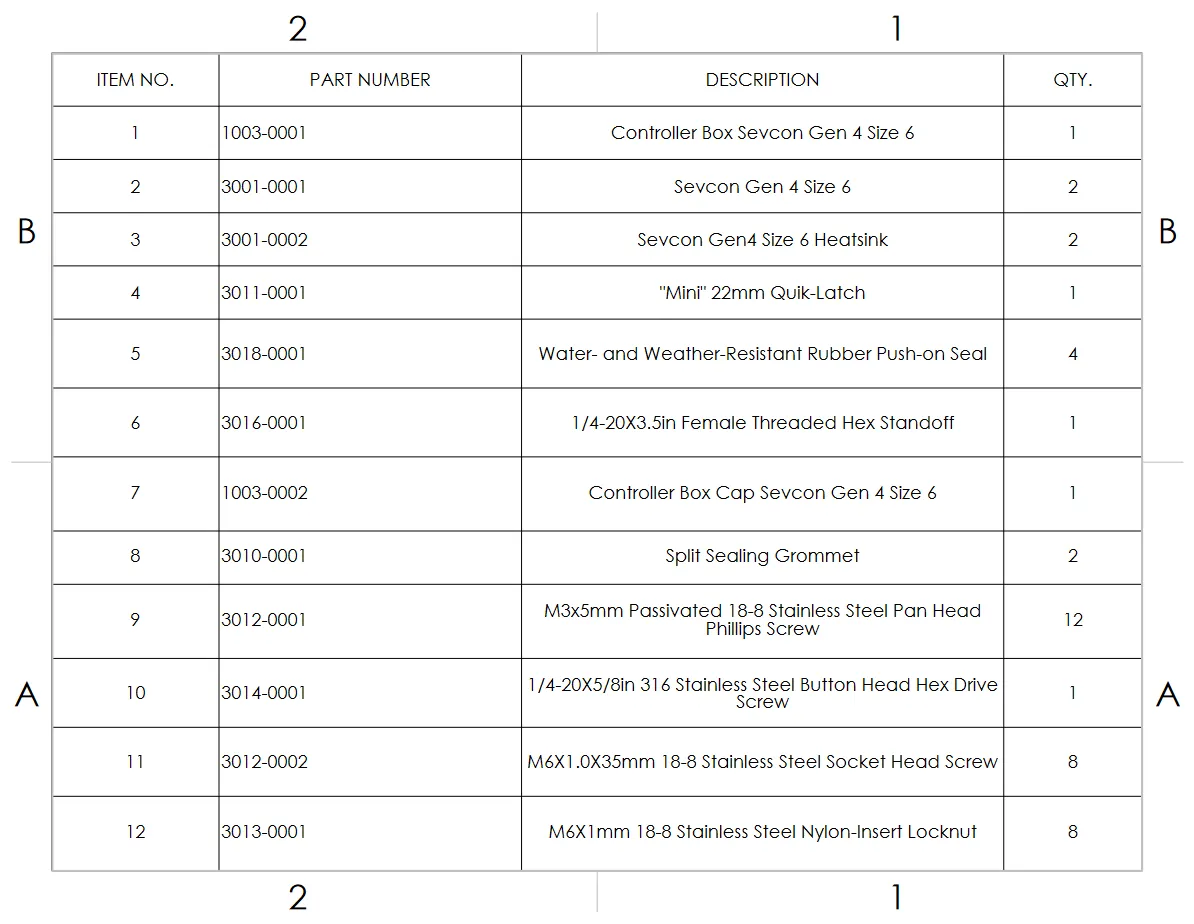 2 1
ITEM NO. PART NUMBER DESCRIPTION QTY.
1 1003-0001 Controller Box Sevcon Gen 4 Size 6 1
2 3001-0001 Sevcon Gen 4 Size 6 2
B B
3 3001-0002 Sevcon Gen4 Size 6 Heatsink 2
4 3011-0001 "Mini" 22mm Quik-Latch 1
5 3018-0001 Water- and Weather-Resistant Rubber Push-on Seal 4
6 3016-0001 1/4-20X3.5in Female Threaded Hex Standoff 1
7 1003-0002 Controller Box Cap Sevcon Gen 4 Size 6 1
8 3010-0001 Split Sealing Grommet 2
9 3012-0001 M3x5mm Passivated 18-8 Stainless Steel Pan Head
Phillips Screw 12
A A
10 3014-0001 1/4-20X5/8in 316 Stainless Steel Button Head Hex Drive
Screw 1
11 3012-0002 M6X1.0X35mm 18-8 Stainless Steel Socket Head Screw 8
12 3013-0001 M6X1mm 18-8 Stainless Steel Nylon-Insert Locknut 8
2 1